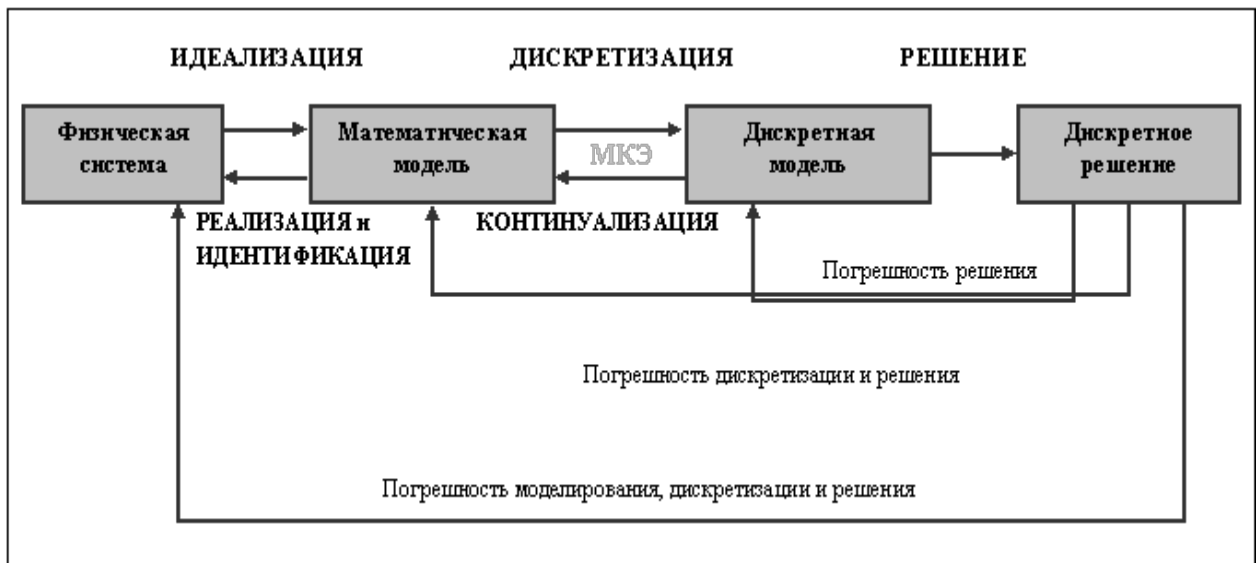 ИДЕАЛИЗАЦИЯ ДИСКРЕТИЗАЦИЯ РЕШЕНИЕ
Физическая
система
Математическая
модель
МКЭ
Дискретная
модель
Дискретное
решение
РЕАЛИЗАЦИЯ и
ИДЕНТИФИКАЦИЯ
КОНТИНУАЛИЗАЦИЯ
Погрешность решения
Погрешность дискретизации и решения
Погрешность моделирования, дискретизации и решения